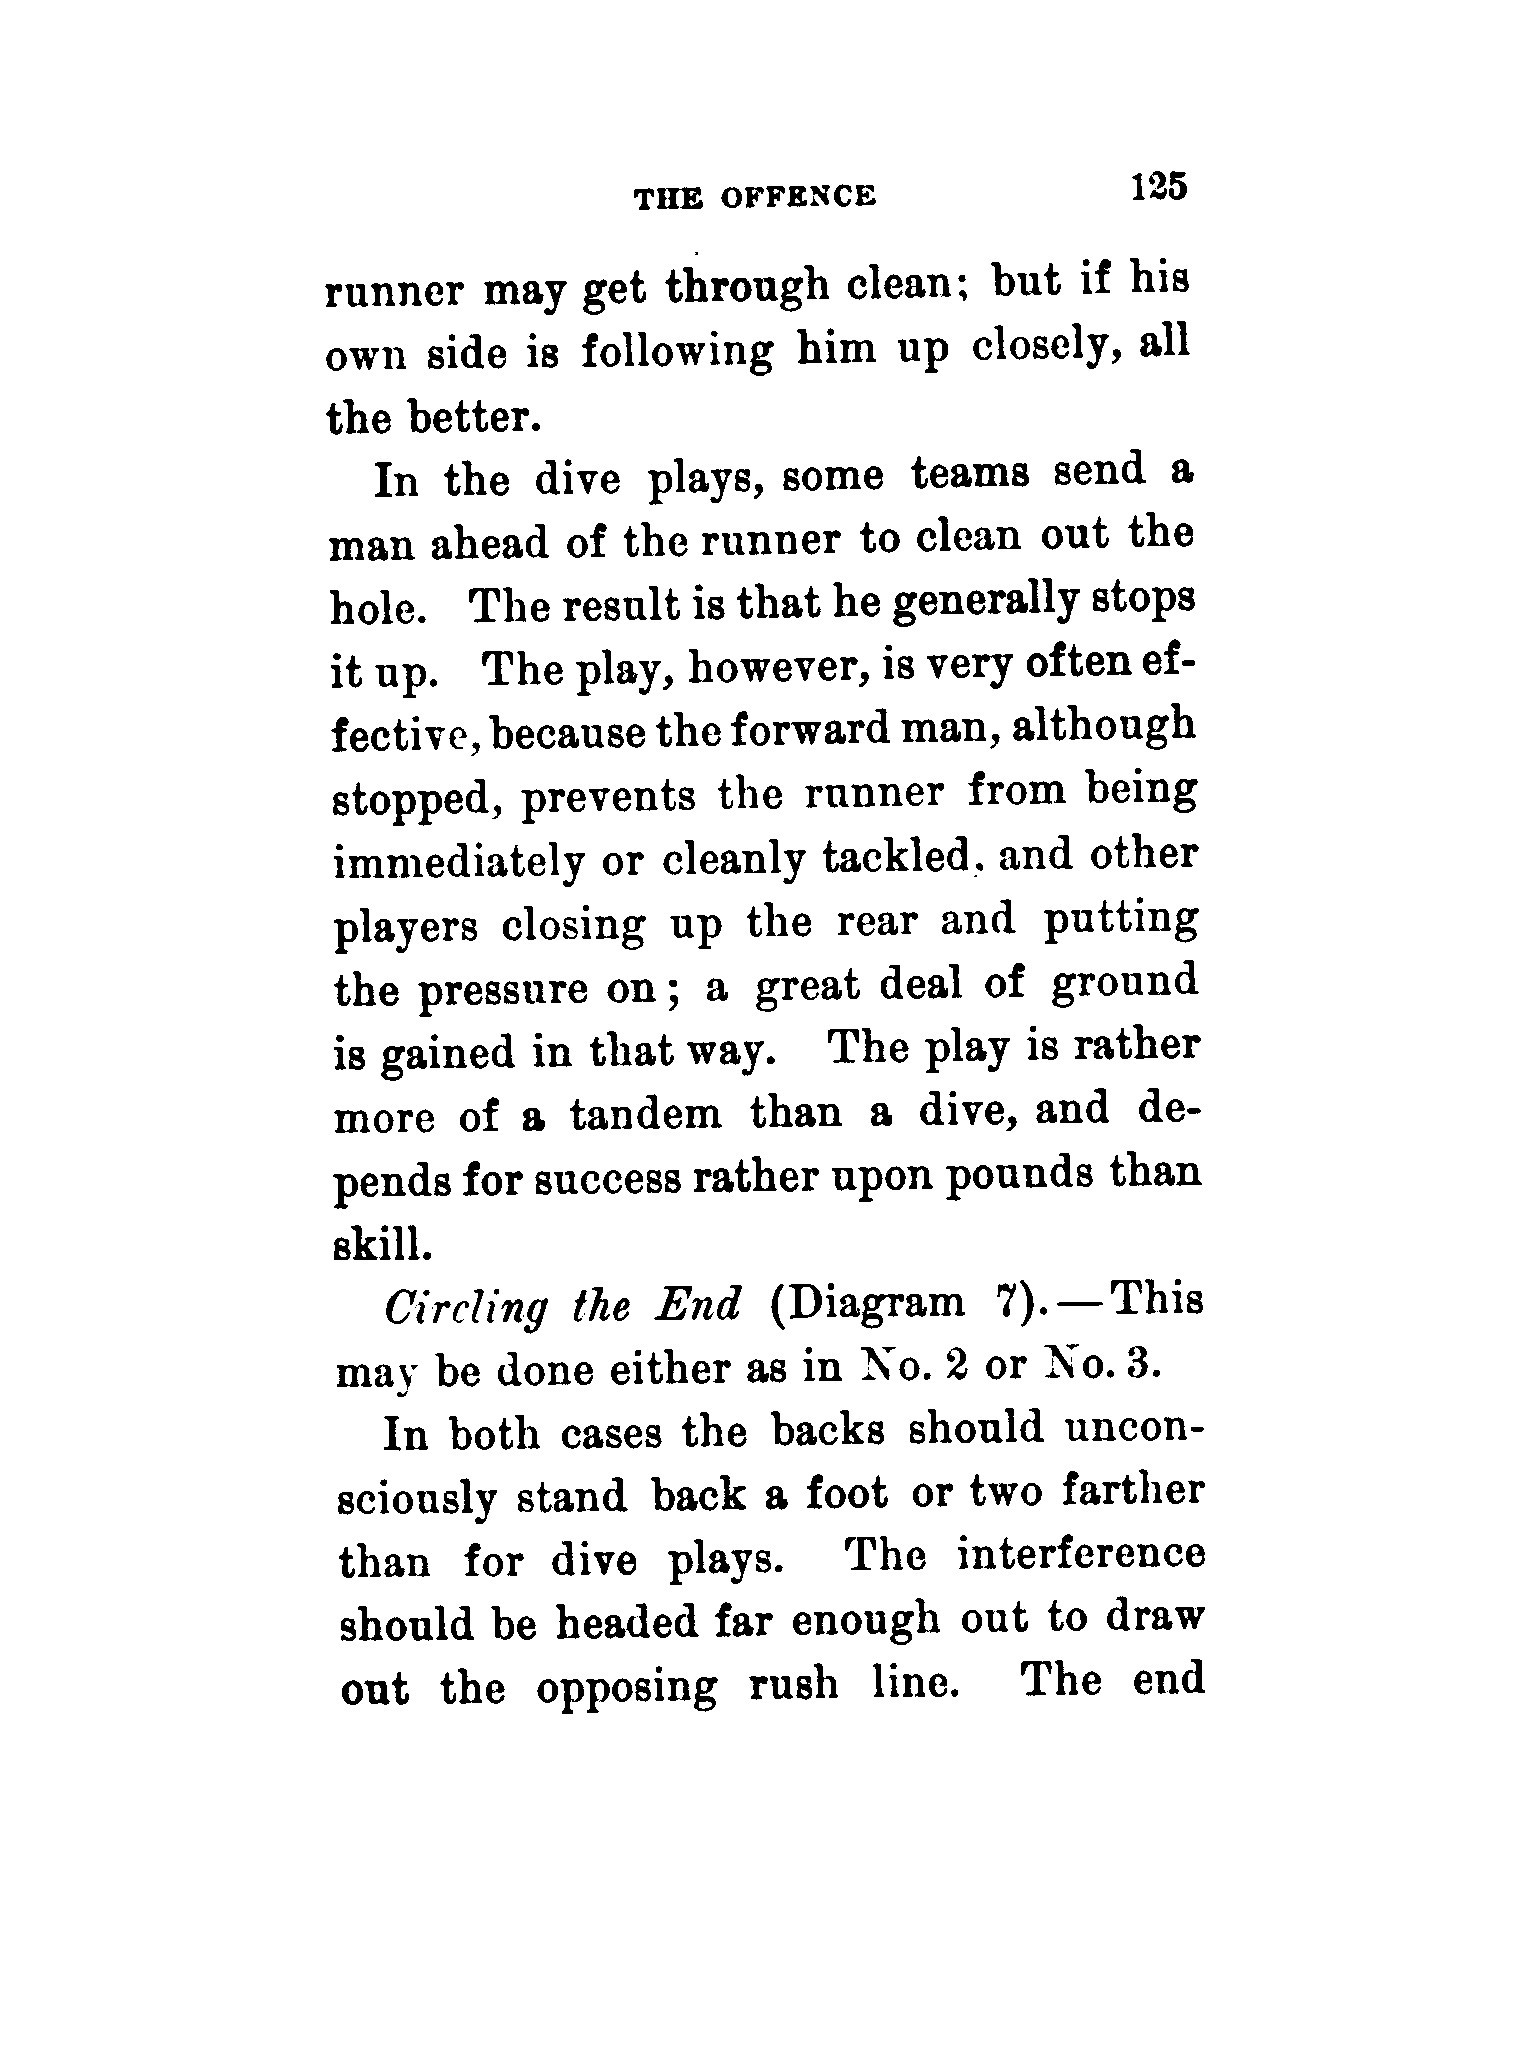 THE OFFENCE 125
runner may get through clean; but if his
own side is following him up closely, all
the better.
In the dive plays, some teams send a
man ahead of the runner to clean out the
hole. The result is that he generally stops
it up. The play, however, is very often ef-
fective, because the forward man, although
stopped, prevents the runner from being
immediately or cleanly tackled, and other
players closing up the rear and putting
the pressure on; a great deal of ground
is gained in that way. The play is rather
more of a tandem than a dive, and de-
pends for success rather upon pounds than
skill.
Circling the End (Diagram 7).—This
may be done either as in No. 2 or No. 3.
In both cases the backs should uncon-
sciously stand back a foot or two farther
than for dive plays. The interference
should be headed far enough out to draw
out the opposing rush line. The end